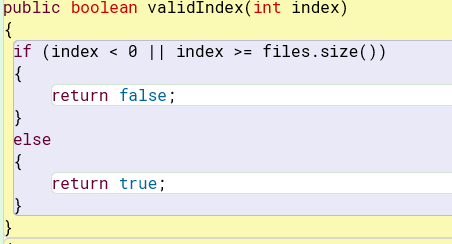 public boolean validIndex(int index)
{
if (index < 0 || index >= files.size())
{
return false;
}
else
{
return true;
}
}